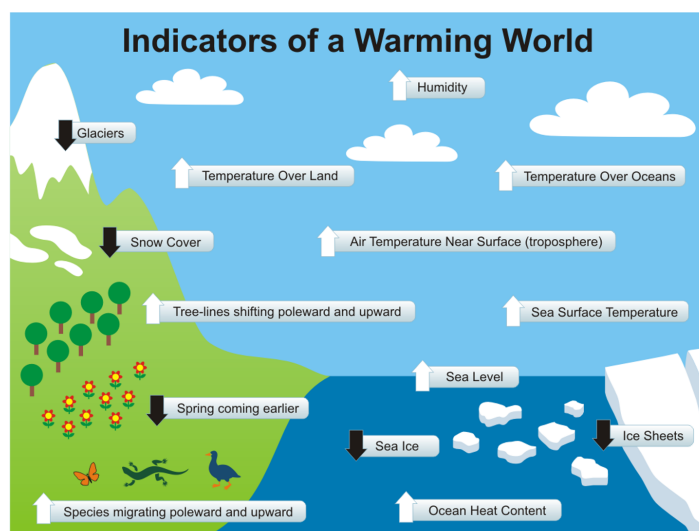 Indicators of a Warming World
Humidity
Glaciers
Temperature Over Land
Temperature Over Oceans
Snow Cover
Air Temperature Near Surface (troposphere)
Tree-lines shifting poleward and upward
Sea Surface Temperature
Sea Level
Spring coming earlier
Sea Ice
Ice Sheets
Species migrating poleward and upward
Ocean Heat Content